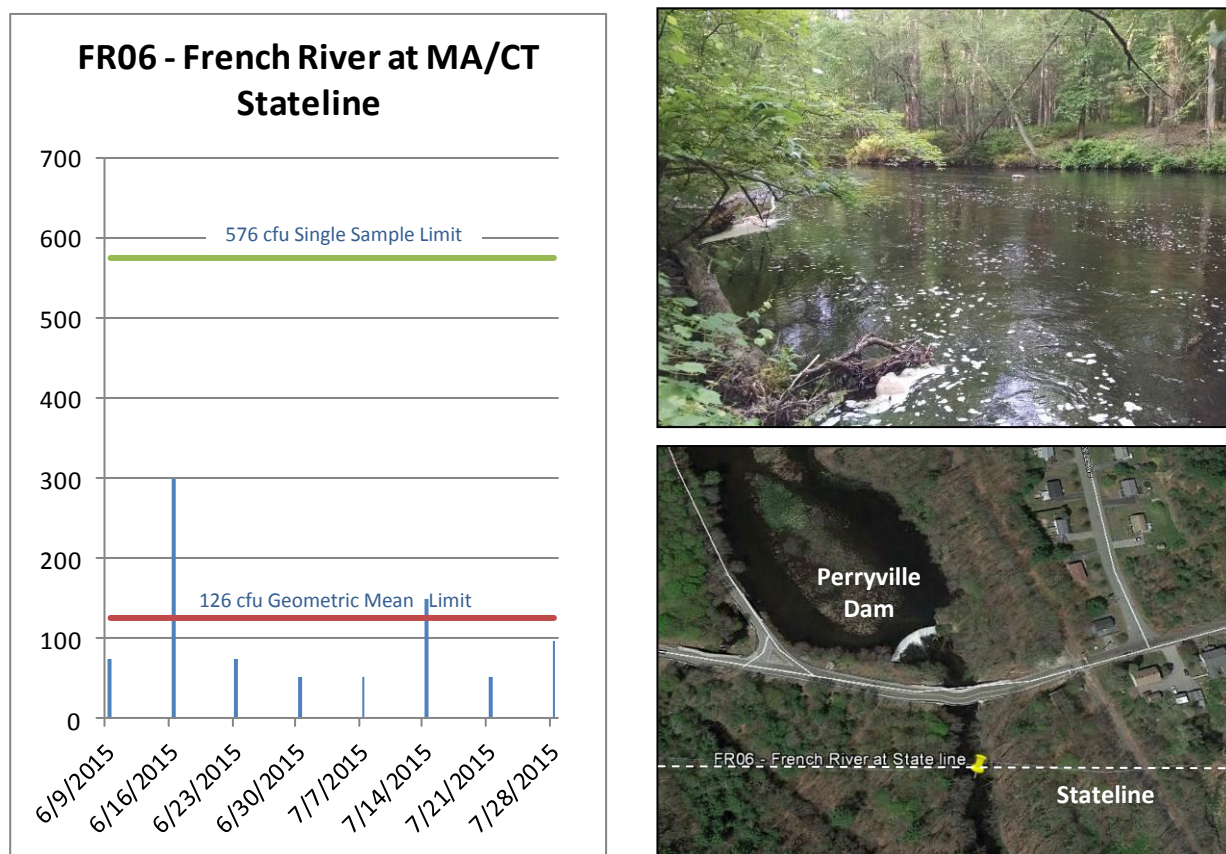 FR06 - French River at MA/CT
Stateline
700
600
576 cfu Single Sample Limit
500
400
300
200
126 cfu Geometric Mean Limit
100
0
6/9/2015
6/16/2015
6/23/2015
6/30/2015
7/7/2015
7/14/2015
7/21/2015
7/28/2015
Perryville
Dam
FR06 - French River at State line
Stateline